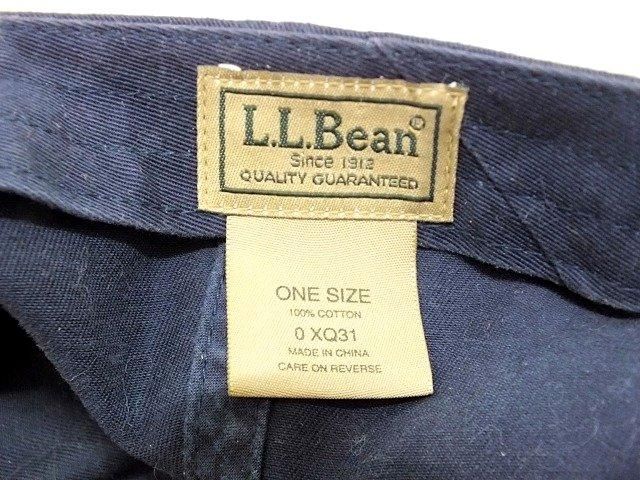 L.L.Bean®
Since 1912
QUALITY GUARANTEED
ONE SIZE
100% COTTON
0 XQ31
MADE IN CHINA
CARE ON REVERSE